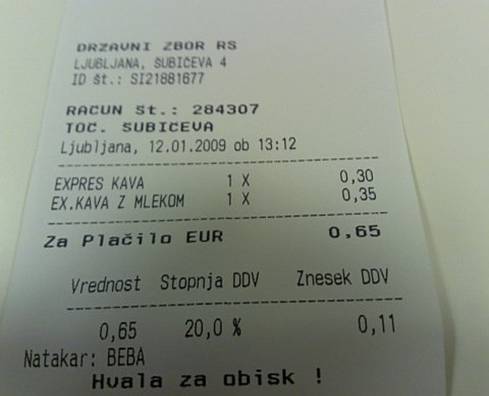 DRZAVNI ZBOR RS
LJUBLJANA, SUBICEVA 4
ID št.: SI21881677
RACUN St.: 284307
TOC. SUBICEVA
Ljubljana, 12.01.2009 ob 13:12
EXPRES KAVA 1 X 0,30
EX.KAVA Z MLEKOM 1 X 0,35
Za Plačilo EUR 0,65
Vrednost Stopnja DDV Znesek DDV
0,65 20,0 % 0,11
Natakar: BEBA
Hvala za obisk !